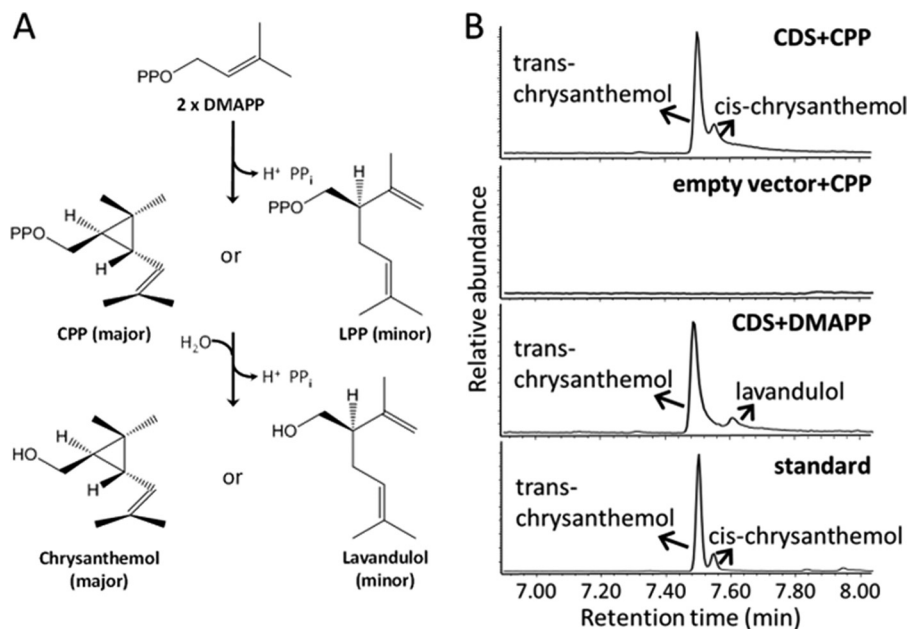 A
PPO
2 x DMAPP
H⁺ PPᵢ
H
PPO
H
H
PPO
or
CPP (major)
LPP (minor)
H₂O
H⁺ PPᵢ
H
HO
H
H
HO
or
Chrysanthemol
(major)
Lavandulol
(minor)
B
Relative abundance
CDS+CPP
trans-
chrysanthemol
cis-chrysanthemol
empty vector+CPP
CDS+DMAPP
trans-
chrysanthemol
lavandulol
standard
trans-
chrysanthemol
cis-chrysanthemol
7.00 7.20 7.40 7.60 7.80 8.00
Retention time (min)